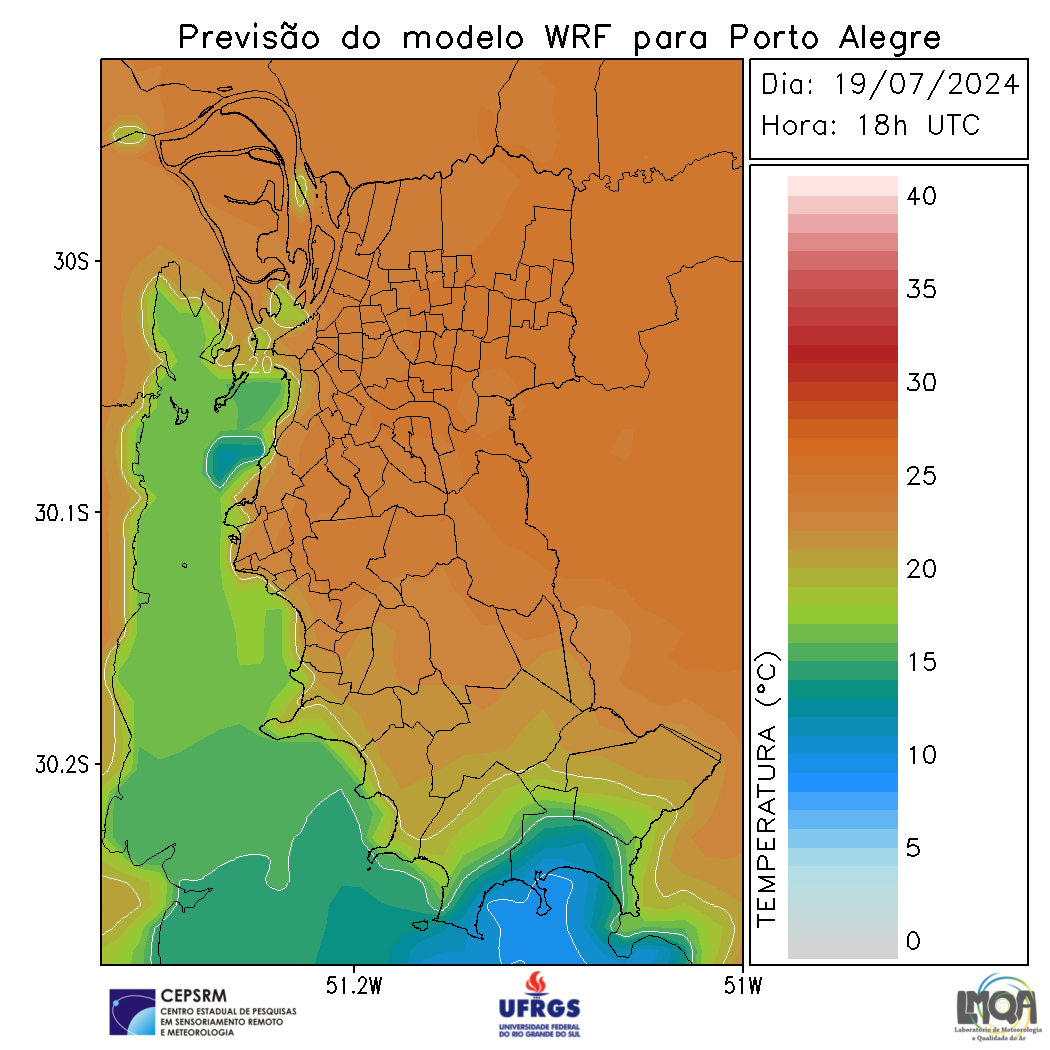 Previsão do modelo WRF para Porto Alegre
Dia: 19/07/2024
Hora: 18h UTC
40
35
30
25
20
15
10
5
0
TEMPERATURA (°C)
30S
30.1S
30.2S
20
51.2W
51W
CEPSRM
CENTRO ESTADUAL DE PESQUISAS
EM SENSORIAMENTO REMOTO
E METEOROLOGIA
UFRGS
UNIVERSIDADE FEDERAL
DO RIO GRANDE DO SUL
LMQA
Laboratório de Meteorologia
e Qualidade do Ar